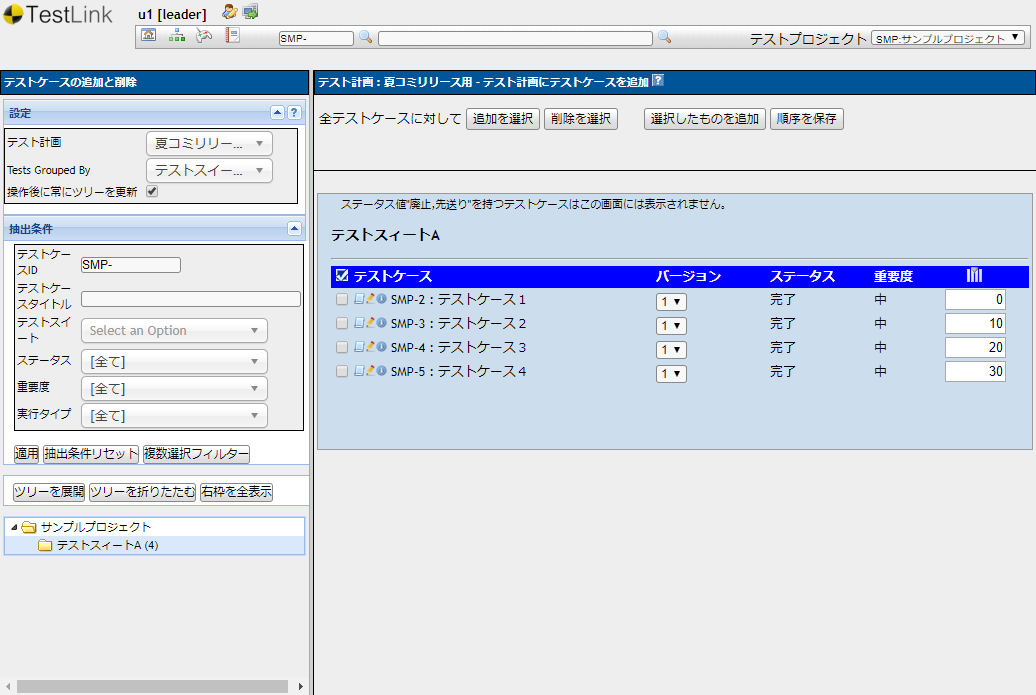 TestLink
u1 [leader]
SMP-
テストプロジェクト SMP:サンプルプロジェクト
テストケースの追加と削除
設定
テスト計画 夏コミリリー...
Tests Grouped By テストスイー...
操作後に常にツリーを更新
抽出条件
テストケー
スID
SMP-
テストケー
スタイトル
テストスイ
ート
Select an Option
ステータス [全て]
重要度 [全て]
実行タイプ [全て]
適用 抽出条件リセット 複数選択フィルター
ツリーを展開 ツリーを折りたたむ 右枠を全表示
サンプルプロジェクト
テストスィートA (4)
テスト計画 : 夏コミリリース用 - テスト計画にテストケースを追加 ?
全テストケースに対して 追加を選択 削除を選択 選択したものを追加 順序を保存
ステータス値"廃止,先送り"を持つテストケースはこの画面には表示されません。
テストスィートA
テストケース バージョン ステータス 重要度
SMP-2 : テストケース1 1 完了 中 0
SMP-3 : テストケース2 1 完了 中 10
SMP-4 : テストケース3 1 完了 中 20
SMP-5 : テストケース4 1 完了 中 30